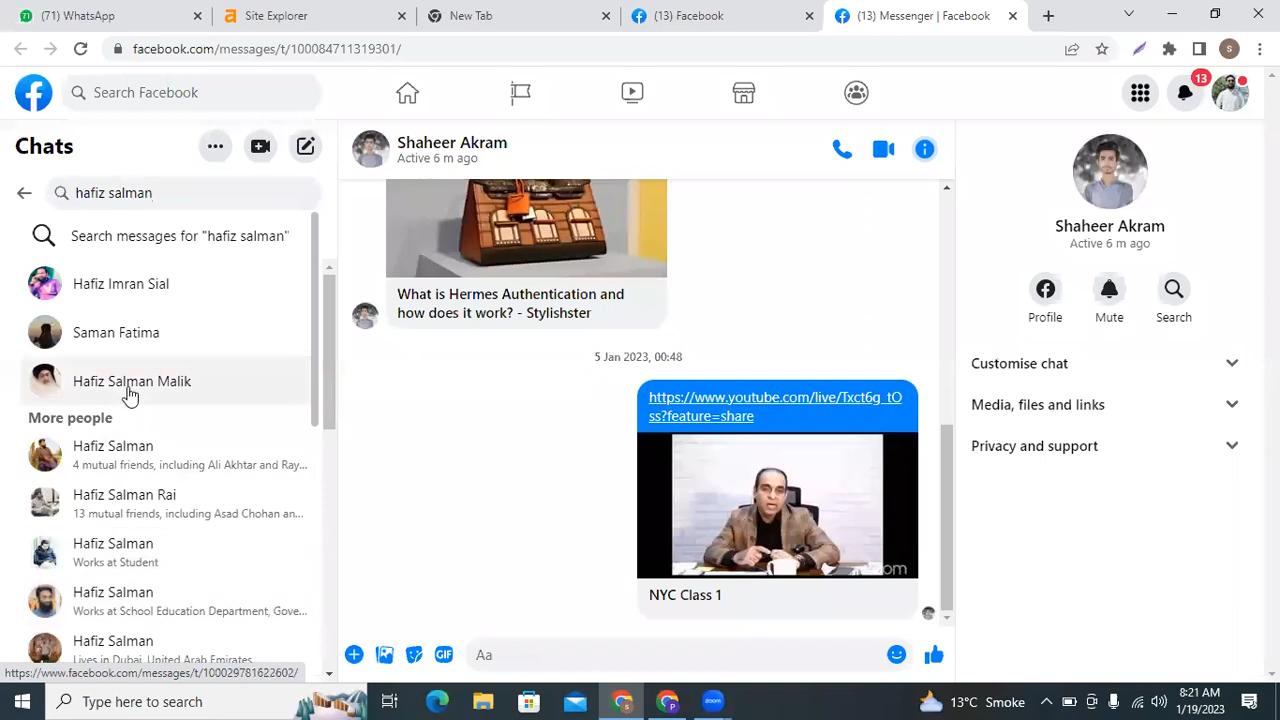 (71) WhatsApp
Site Explorer
New Tab
(13) Facebook
(13) Messenger | Facebook
facebook.com/messages/t/100084711319301/
S
Search Facebook
13
Chats
Shaheer Akram
Active 6 m ago
hafiz salman
Search messages for "hafiz salman"
Hafiz Imran Sial
Saman Fatima
Hafiz Salman Malik
More people
Hafiz Salman
4 mutual friends, including Ali Akhtar and Ray...
Hafiz Salman Rai
13 mutual friends, including Asad Chohan an...
Hafiz Salman
Works at Student
Hafiz Salman
Works at School Education Department, Gove...
Hafiz Salman
Lives in Dubai, United Arab Emirates
https://www.facebook.com/messages/t/100029781622602/
What is Hermes Authentication and
how does it work? - Stylishster
5 Jan 2023, 00:48
https://www.youtube.com/live/Txct6g_tO
ss?feature=share
zoom
NYC Class 1
GIF
Aa
Shaheer Akram
Active 6 m ago
Profile
Mute
Search
Customise chat
Media, files and links
Privacy and support
Type here to search
S
P
zoom
13°C Smoke
8:21 AM
1/19/2023